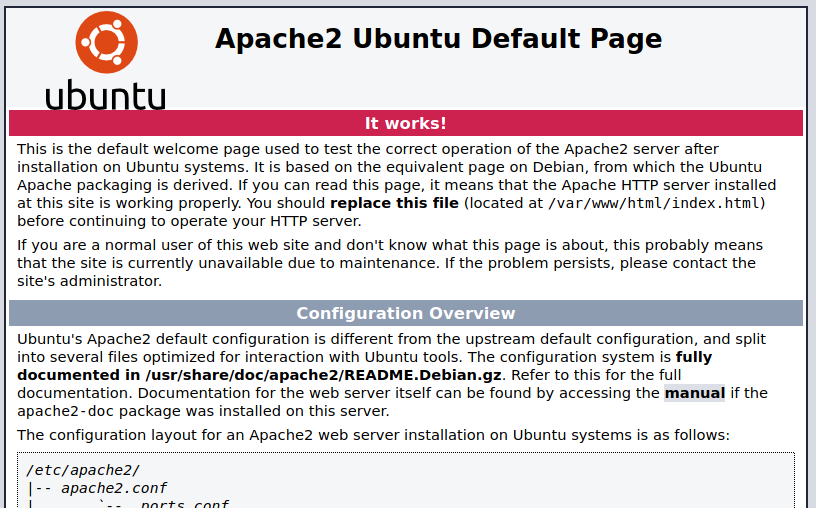 ubuntu
Apache2 Ubuntu Default Page
It works!
This is the default welcome page used to test the correct operation of the Apache2 server after
installation on Ubuntu systems. It is based on the equivalent page on Debian, from which the Ubuntu
Apache packaging is derived. If you can read this page, it means that the Apache HTTP server installed
at this site is working properly. You should replace this file (located at /var/www/html/index.html)
before continuing to operate your HTTP server.
If you are a normal user of this web site and don't know what this page is about, this probably means
that the site is currently unavailable due to maintenance. If the problem persists, please contact the
site's administrator.
Configuration Overview
Ubuntu's Apache2 default configuration is different from the upstream default configuration, and split
into several files optimized for interaction with Ubuntu tools. The configuration system is fully
documented in /usr/share/doc/apache2/README.Debian.gz. Refer to this for the full
documentation. Documentation for the web server itself can be found by accessing the manual if the
apache2-doc package was installed on this server.
The configuration layout for an Apache2 web server installation on Ubuntu systems is as follows:
/etc/apache2/
|-- apache2.conf
|       `--  ports.conf